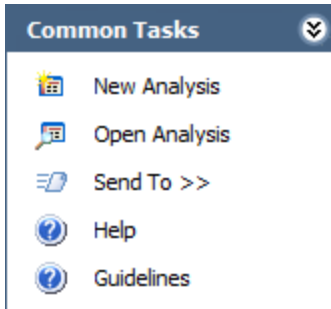 Common Tasks
New Analysis
Open Analysis
Send To >>
Help
Guidelines